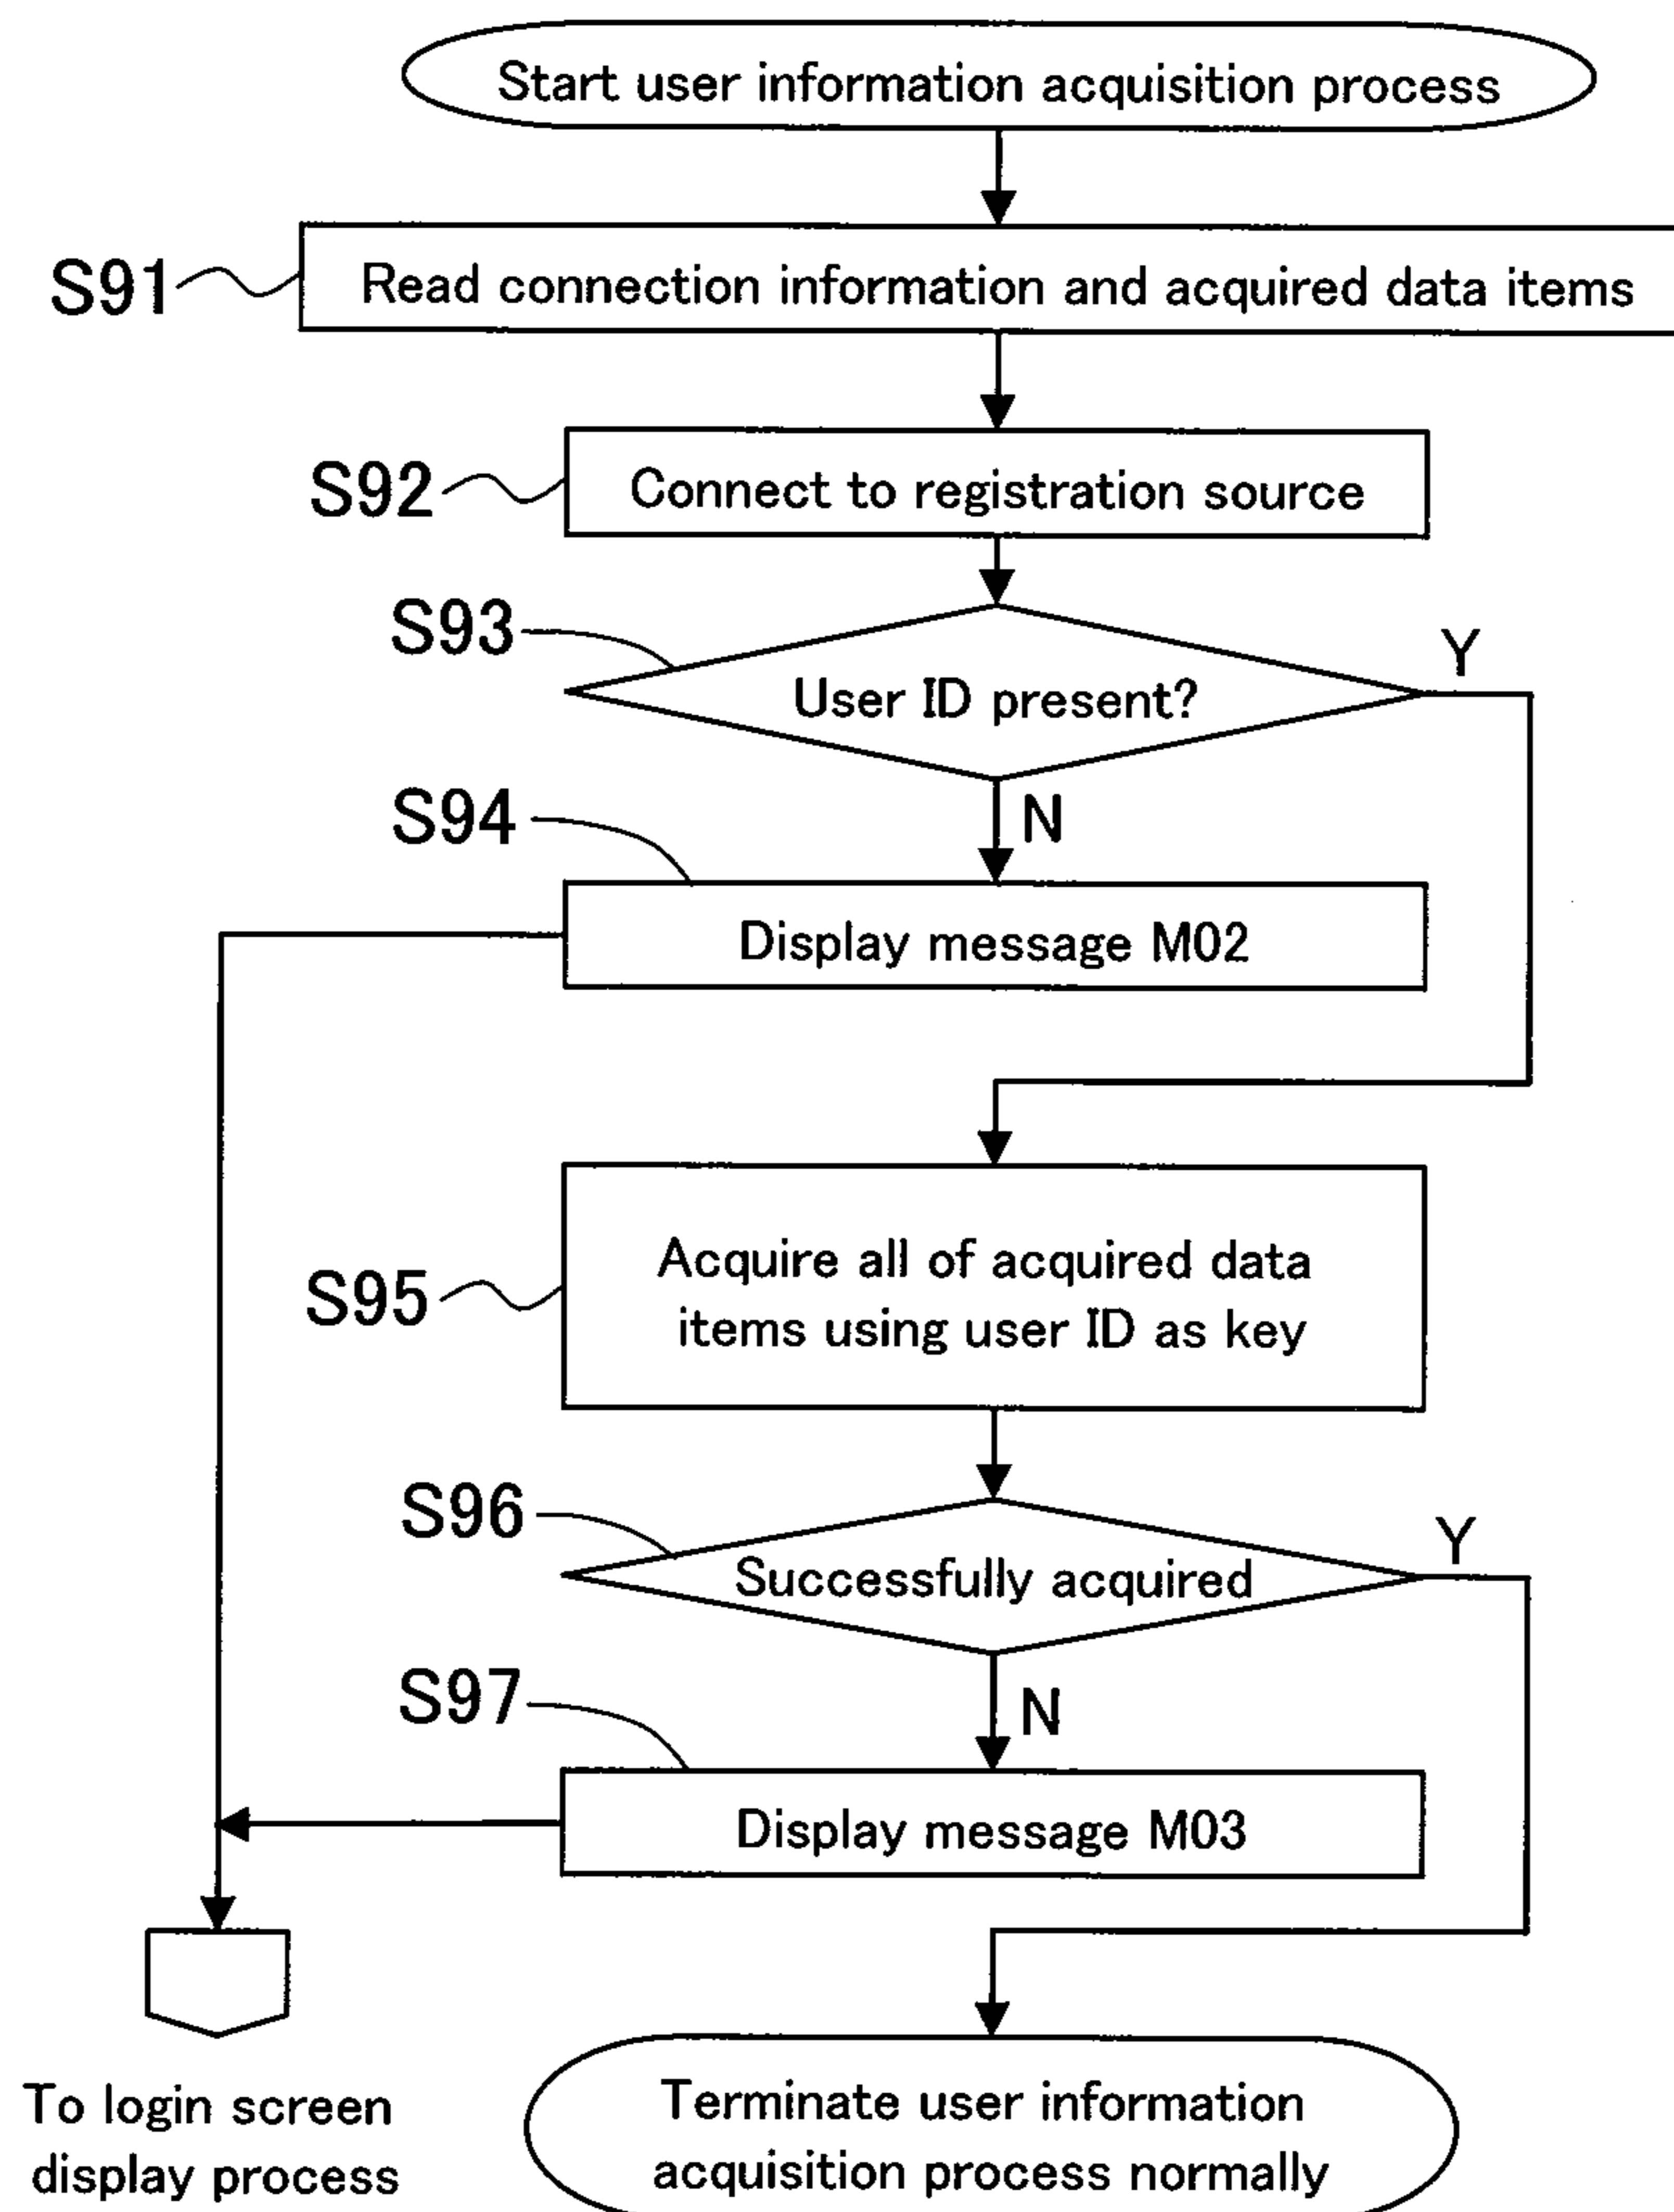 Start user information acquisition process
S91
Read connection information and acquired data items
S92
Connect to registration source
S93
User ID present?
Y
N
S94
Display message M02
S95
Acquire all of acquired data
items using user ID as key
S96
Successfully acquired
Y
N
S97
Display message M03
To login screen
display process
Terminate user information
acquisition process normally